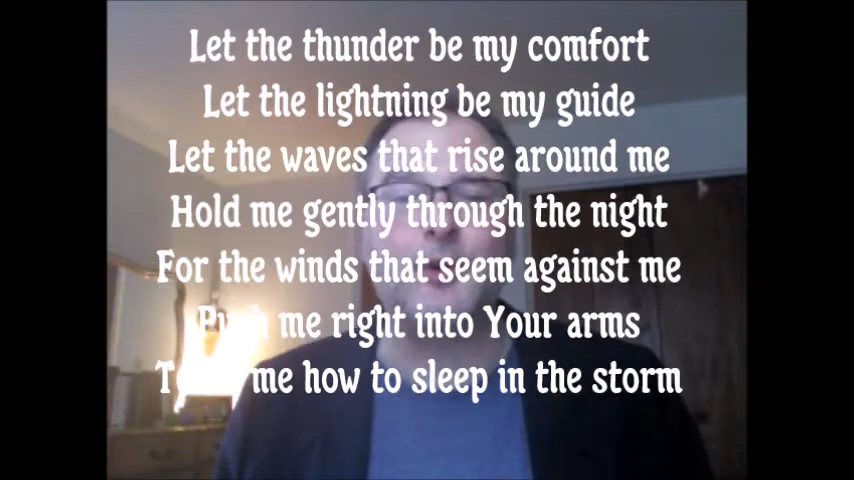 Let the thunder be my comfort
Let the lightning be my guide
Let the waves that rise around me
Hold me gently through the night
For the winds that seem against me
Push me right into Your arms
me how to sleep in the storm